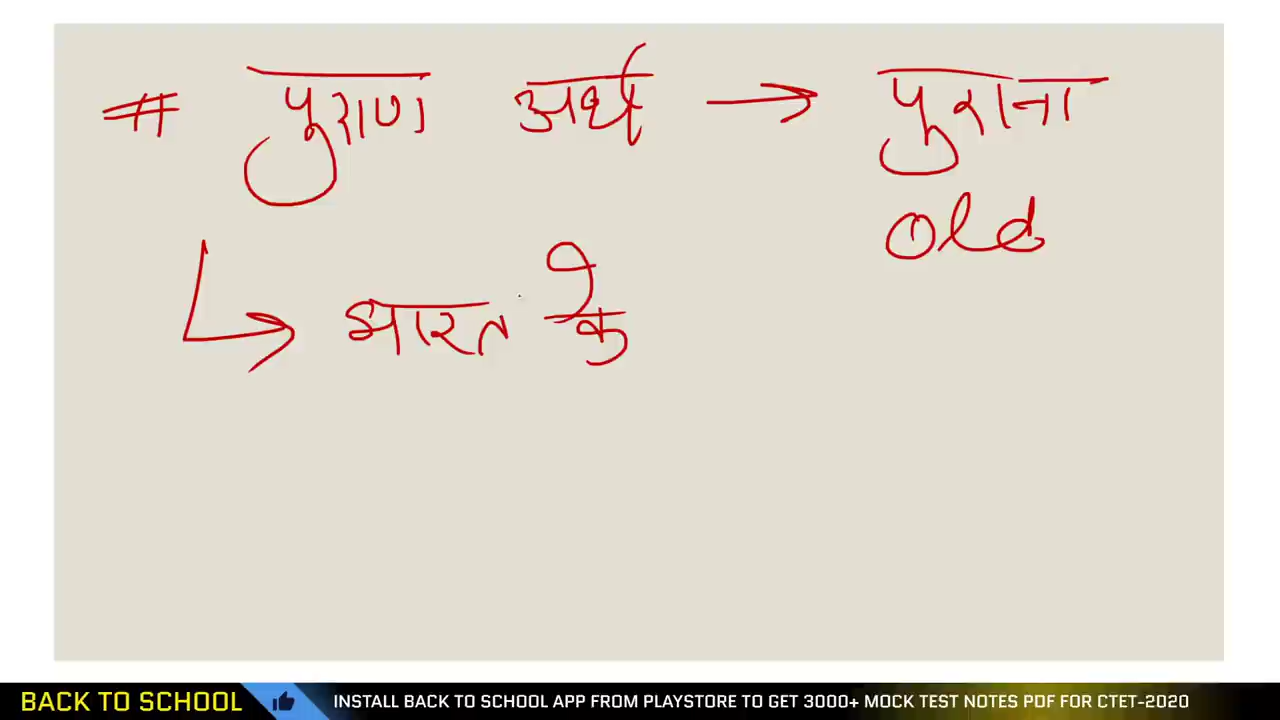 # पुराण अर्थ → पुराना
old
↳ भारत के
BACK TO SCHOOL INSTALL BACK TO SCHOOL APP FROM PLAYSTORE TO GET 3000+ MOCK TEST NOTES PDF FOR CTET-2020